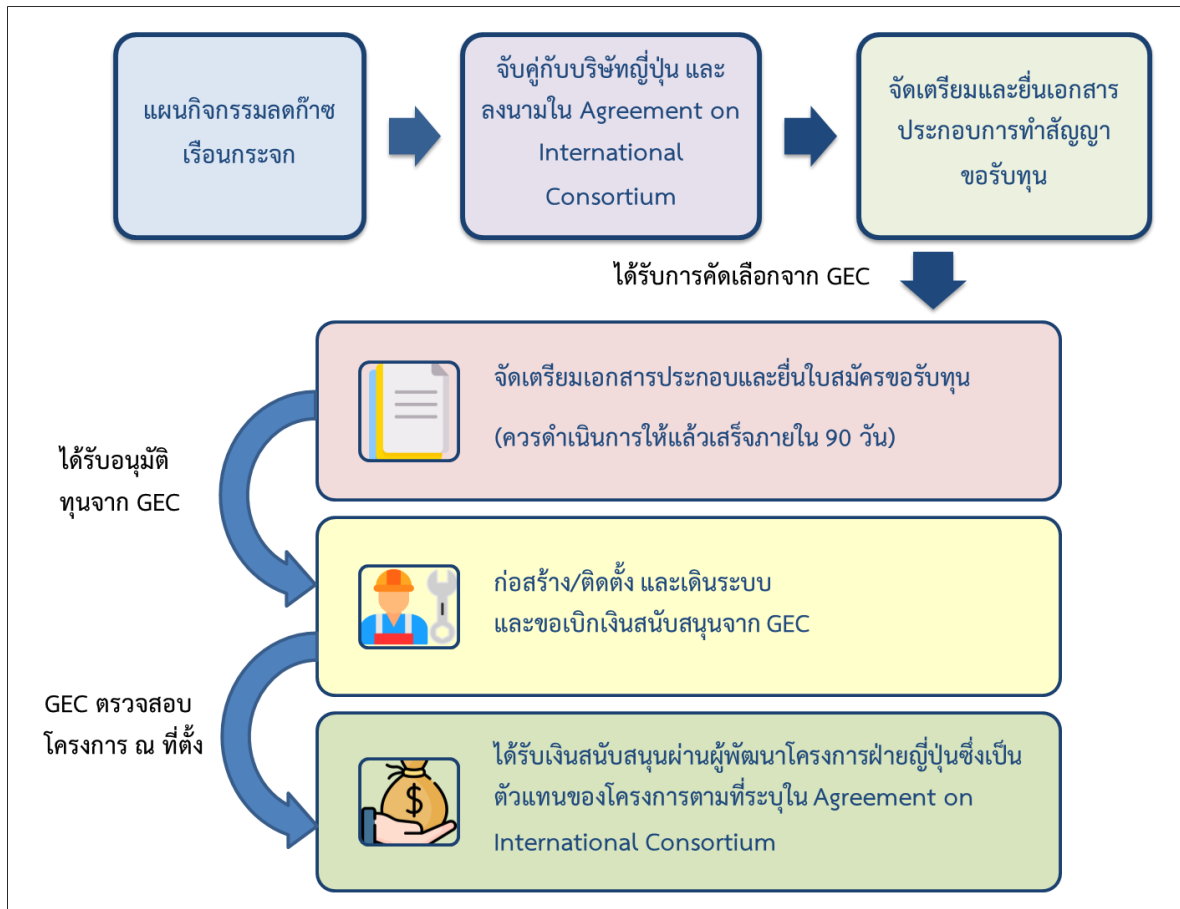 แผนกิจกรรมลดก๊าซ
เรือนกระจก
จับคู่กับบริษัทญี่ปุ่น และ
ลงนามใน Agreement on
International
Consortium
จัดเตรียมและยื่นเอกสาร
ประกอบการทำสัญญา
ขอรับทุน
ได้รับการคัดเลือกจาก GEC
จัดเตรียมเอกสารประกอบและยื่นใบสมัครขอรับทุน
(ควรดำเนินการให้แล้วเสร็จภายใน 90 วัน)
ได้รับอนุมัติ
ทุนจาก GEC
ก่อสร้าง/ติดตั้ง และเดินระบบ
และขอเบิกเงินสนับสนุนจาก GEC
GEC ตรวจสอบ
โครงการ ณ ที่ตั้ง
ได้รับเงินสนับสนุนผ่านผู้พัฒนาโครงการฝ่ายญี่ปุ่นซึ่งเป็น
ตัวแทนของโครงการตามที่ระบุใน Agreement on
International Consortium